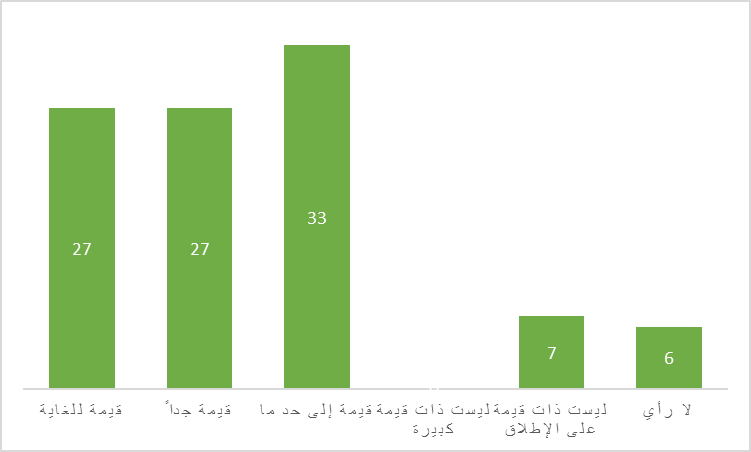 27
27
33
7
6
قيمة للغاية
قيمة جداً
قيمة إلى حد ما
ليست ذات قيمة
كبيرة
ليست ذات قيمة
على الإطلاق
لا رأي